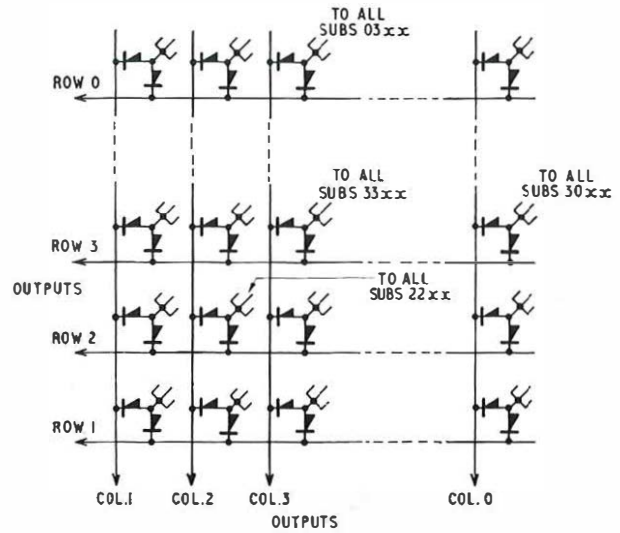 TO ALL
SUBS 03xx
ROW 0
TO ALL
SUBS 33xx
TO ALL
SUBS 30xx
ROW 3
OUTPUTS
TO ALL
SUBS 22xx
ROW 2
ROW 1
COL.1
COL.2
COL.3
COL.0
OUTPUTS